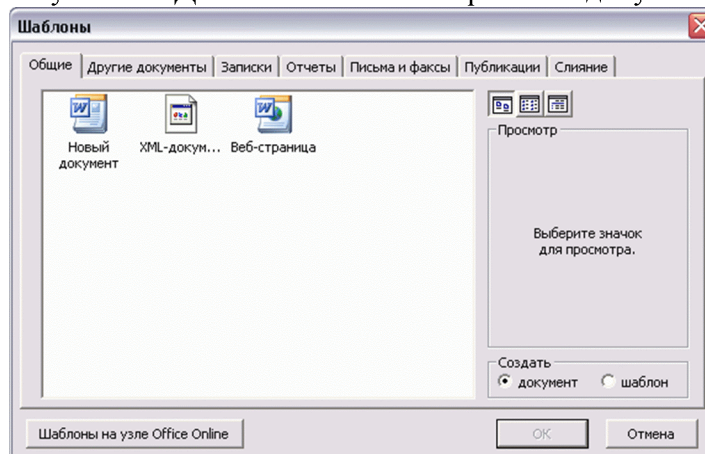 Шаблоны
Общие Другие документы Записки Отчеты Письма и факсы Публикации Слияние
Новый документ
XML-докум...
Веб-страница
Просмотр
Выберите значок
для просмотра.
Создать
документ шаблон
Шаблоны на узле Office Online OK Отмена